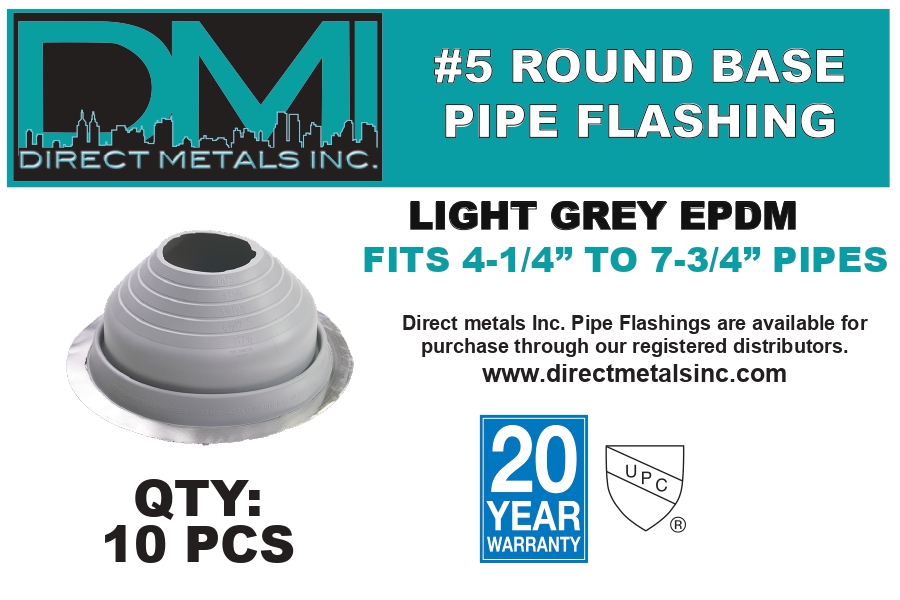 DMI
DIRECT METALS INC.
#5 ROUND BASE
PIPE FLASHING
LIGHT GREY EPDM
FITS 4-1/4” TO 7-3/4” PIPES
Direct metals Inc. Pipe Flashings are available for
purchase through our registered distributors.
www.directmetalsinc.com
QTY:
10 PCS
20
YEAR
WARRANTY
UPC
®